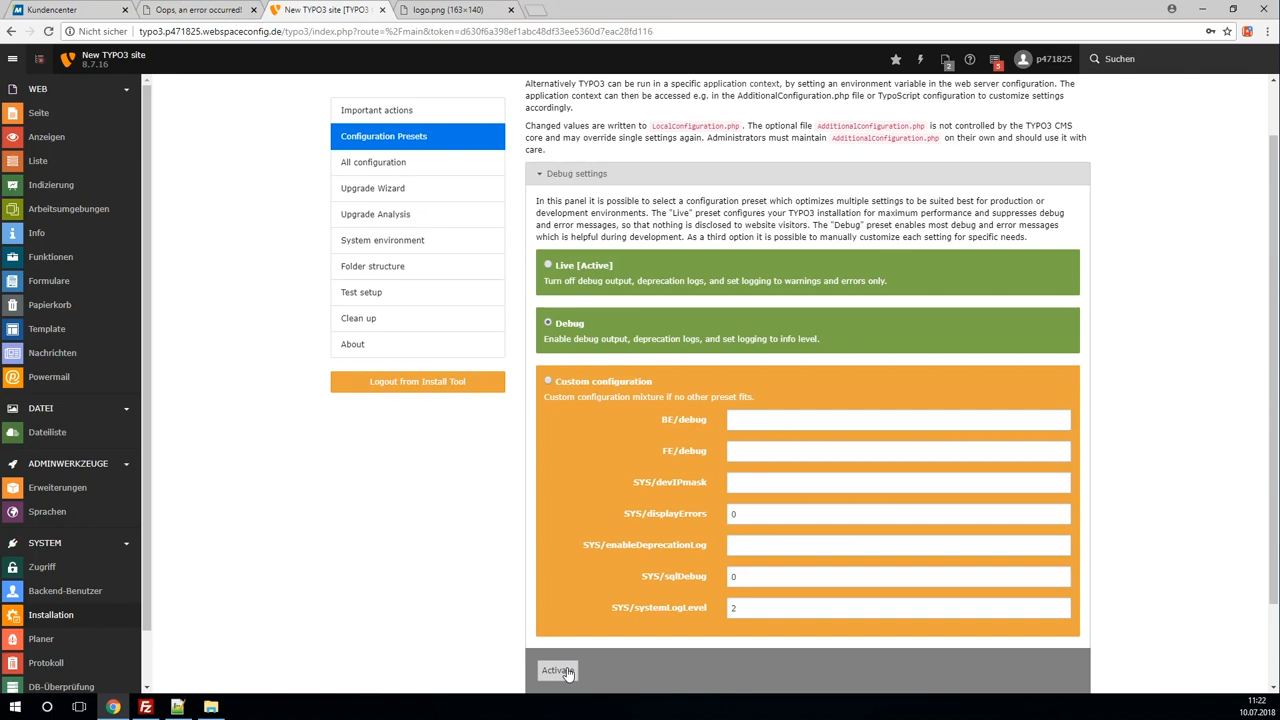 Kundencenter
Oops, an error occurred!
New TYPO3 site [TYPO3
logo.png (163×140)
Nicht sicher
typo3.p471825.webspaceconfig.de/typo3/index.php?route=%2Fmain&token=d630f6a398ef1abc48df33ee5360d7eac28fd116
New TYPO3 site
8.7.16
2
5
p471825
Suchen
WEB
Seite
Anzeigen
Liste
Indizierung
Arbeitsumgebungen
Info
Funktionen
Formulare
Papierkorb
Template
Nachrichten
Powermail
DATEI
Dateiliste
ADMINWERKZEUGE
Erweiterungen
Sprachen
SYSTEM
Zugriff
Backend-Benutzer
Installation
Planer
Protokoll
DB-Überprüfung
Important actions
Configuration Presets
All configuration
Upgrade Wizard
Upgrade Analysis
System environment
Folder structure
Test setup
Clean up
About
Logout from Install Tool
Alternatively TYPO3 can be run in a specific application context, by setting an environment variable in the web server configuration. The
application context can then be accessed e.g. in the AdditionalConfiguration.php file or TypoScript configuration to customize settings
accordingly.
Changed values are written to LocalConfiguration.php . The optional file AdditionalConfiguration.php is not controlled by the TYPO3 CMS
core and may override single settings again. Administrators must maintain AdditionalConfiguration.php on their own and should use it with
care.
Debug settings
In this panel it is possible to select a configuration preset which optimizes multiple settings to be suited best for production or
development environments. The "Live" preset configures your TYPO3 installation for maximum performance and suppresses debug
and error messages, so that nothing is disclosed to website visitors. The "Debug" preset enables most debug and error messages
which is helpful during development. As a third option it is possible to manually customize each setting for specific needs.
Live [Active]
Turn off debug output, deprecation logs, and set logging to warnings and errors only.
Debug
Enable debug output, deprecation logs, and set logging to info level.
Custom configuration
Custom configuration mixture if no other preset fits.
BE/debug
FE/debug
SYS/devIPmask
SYS/displayErrors 0
SYS/enableDeprecationLog
SYS/sqlDebug 0
SYS/systemLogLevel 2
Activate
11:22
10.07.2018